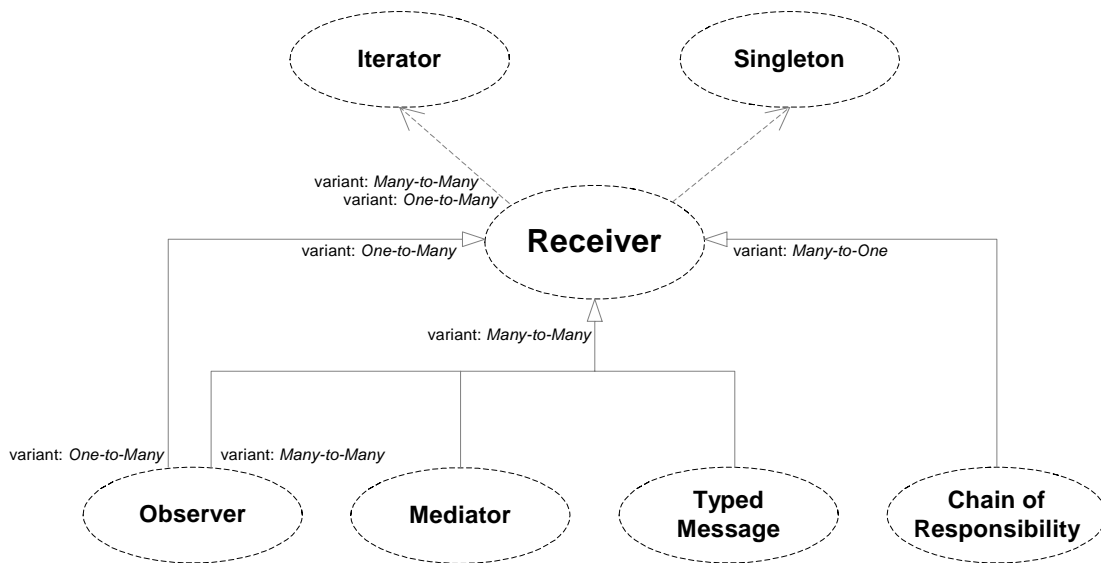 Iterator
Singleton
variant: Many-to-Many
variant: One-to-Many
Receiver
variant: One-to-Many
variant: Many-to-One
variant: Many-to-Many
variant: One-to-Many
variant: Many-to-Many
Observer
Mediator
Typed
Message
Chain of
Responsibility